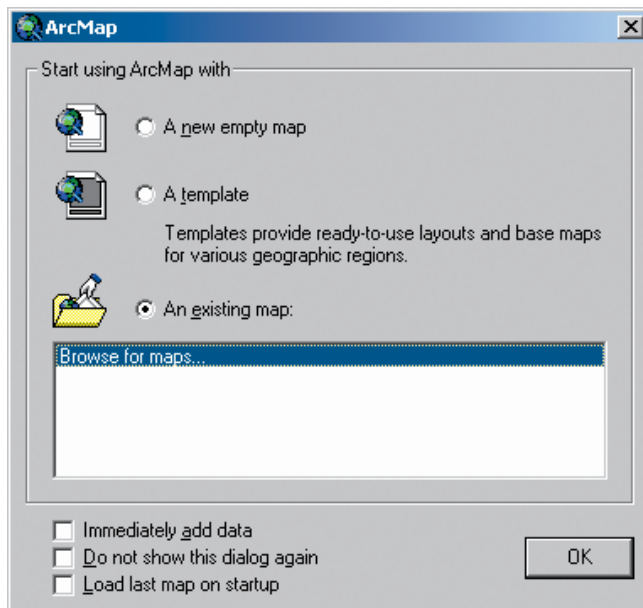 ArcMap
Start using ArcMap with
A new empty map
A template
Templates provide ready-to-use layouts and base maps
for various geographic regions.
An existing map:
Browse for maps...
Immediately add data
Do not show this dialog again
Load last map on startup
OK